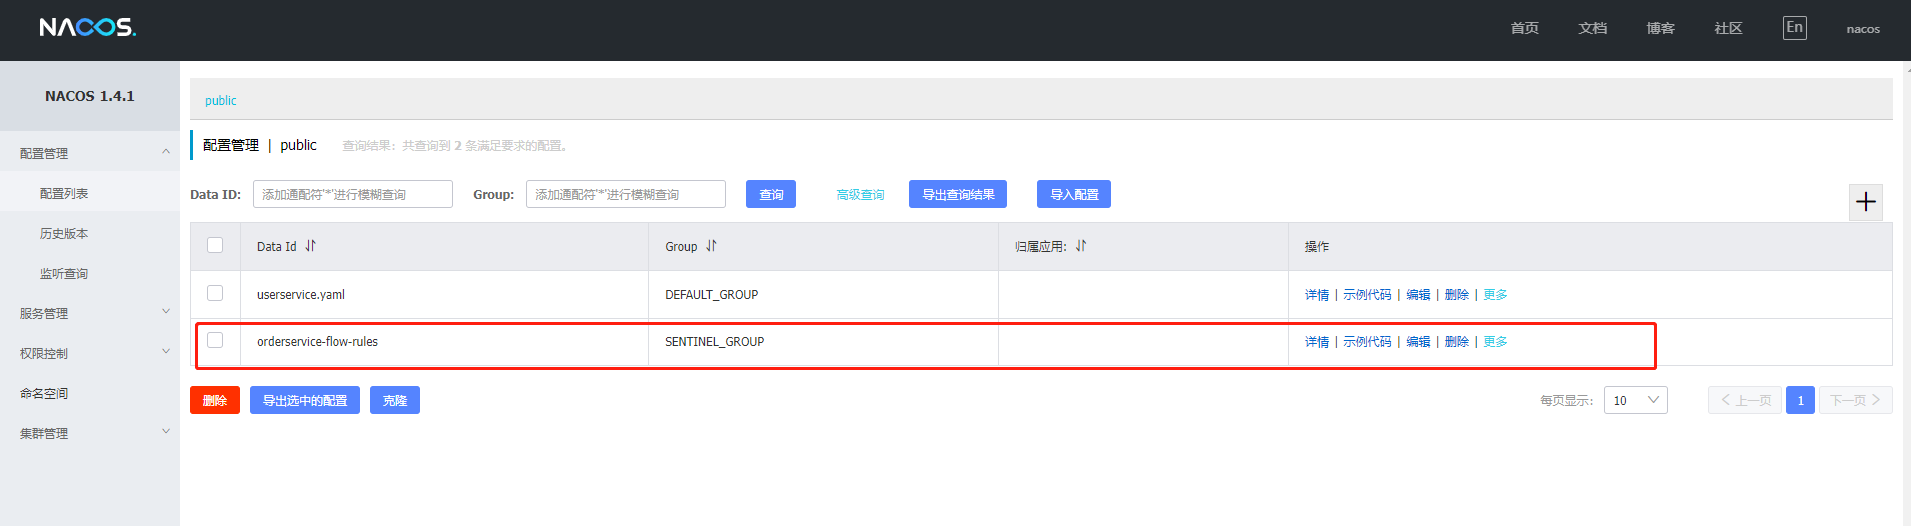 NACOS.
首页 文档 博客 社区 En nacos
NACOS 1.4.1
配置管理
配置列表
历史版本
监听查询
服务管理
权限控制
命名空间
集群管理
public
配置管理 | public 查询结果：共查询到 2 条满足要求的配置。
Data ID: 添加通配符'*'进行模糊查询 Group: 添加通配符'*'进行模糊查询 查询 高级查询 导出查询结果 导入配置 +
Data Id Group 归属应用: 操作
userservice.yaml DEFAULT_GROUP 详情 | 示例代码 | 编辑 | 删除 | 更多
orderservice-flow-rules SENTINEL_GROUP 详情 | 示例代码 | 编辑 | 删除 | 更多
删除 导出选中的配置 克隆 每页显示: 10 上一页 1 下一页